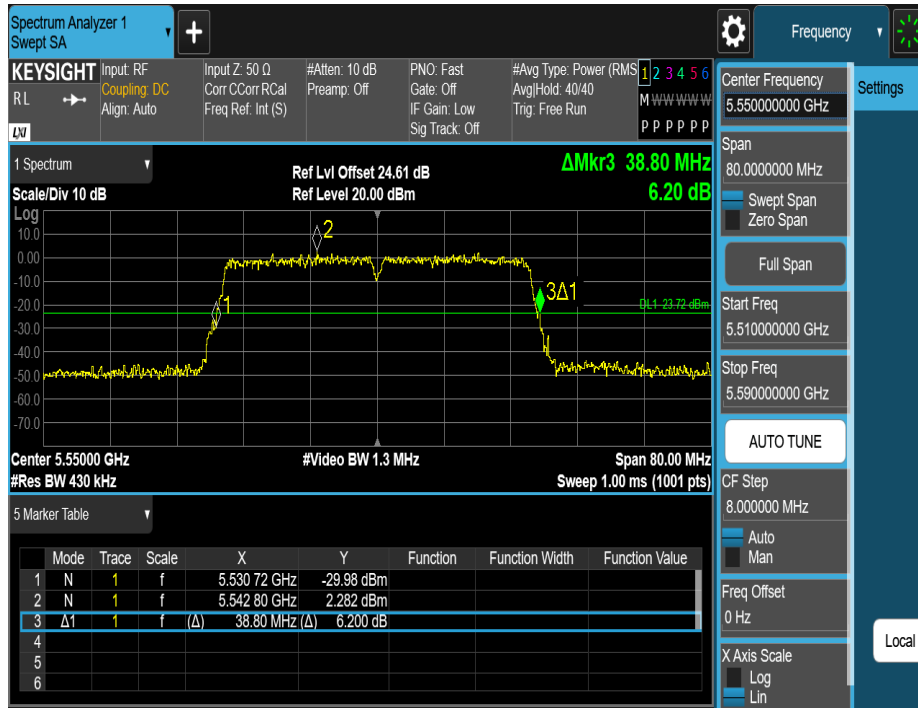 Spectrum Analyzer 1
Swept SA
Frequency
KEYSIGHT
RL
LXI
Input: RF
Coupling: DC
Align: Auto
Input Z: 50 Ω
Corr CCorr RCal
Freq Ref: Int (S)
#Atten: 10 dB
Preamp: Off
PNO: Fast
Gate: Off
IF Gain: Low
Sig Track: Off
#Avg Type: Power (RMS
Avg|Hold: 40/40
Trig: Free Run
1 2 3 4 5 6
M W W W W W
P P P P P P
Center Frequency
5.550000000 GHz
Settings
Span
80.0000000 MHz
Swept Span
Zero Span
Full Span
Start Freq
5.510000000 GHz
Stop Freq
5.590000000 GHz
AUTO TUNE
CF Step
8.000000 MHz
Auto
Man
Freq Offset
0 Hz
X Axis Scale
Log
Lin
Local
1 Spectrum
Scale/Div 10 dB
Ref Lvl Offset 24.61 dB
Ref Level 20.00 dBm
ΔMkr3 38.80 MHz
6.20 dB
Log
10.0
0.00
-10.0
-20.0
-30.0
-40.0
-50.0
-60.0
-70.0
1
2
3Δ1
DL1 23.72 dBm
Center 5.55000 GHz
#Res BW 430 kHz
#Video BW 1.3 MHz
Span 80.00 MHz
Sweep 1.00 ms (1001 pts)
5 Marker Table
Mode Trace Scale X Y Function Function Width Function Value
1 N 1 f 5.530 72 GHz -29.98 dBm
2 N 1 f 5.542 80 GHz 2.282 dBm
3 Δ1 1 f (Δ) 38.80 MHz (Δ) 6.200 dB
4
5
6